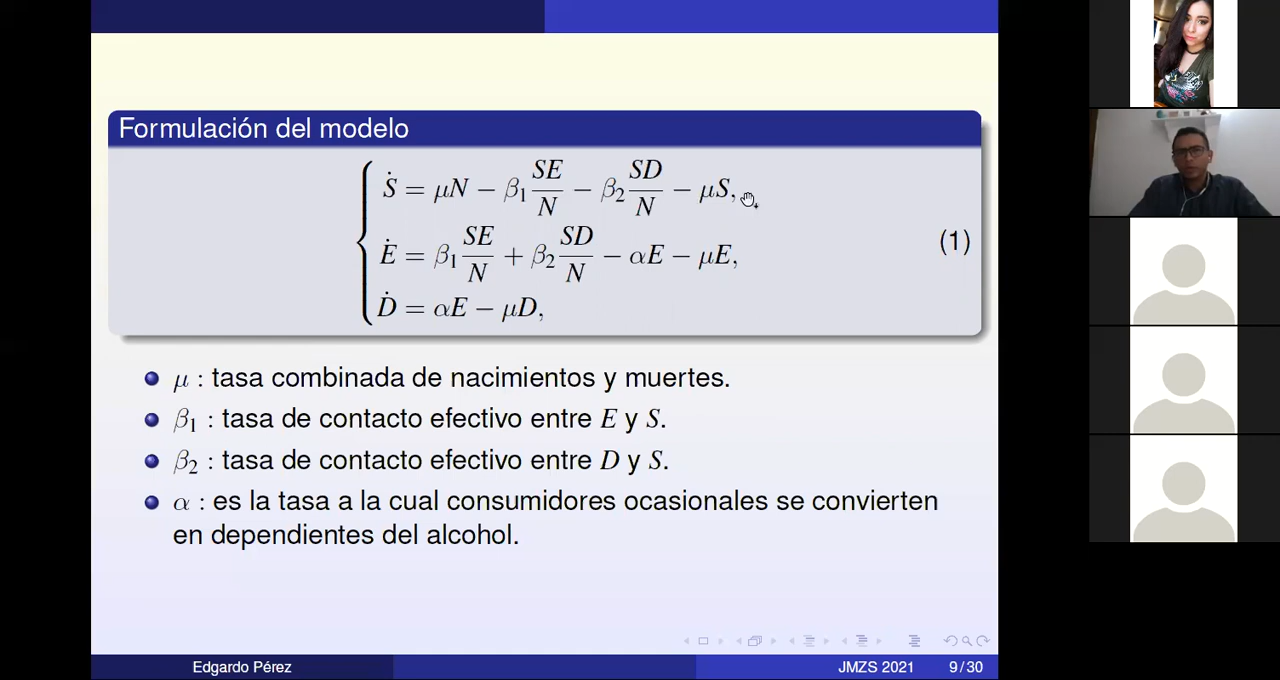 Formulación del modelo
Ṡ = μN − β₁ SE/N − β₂ SD/N − μS,
Ė = β₁ SE/N + β₂ SD/N − αE − μE,
Ḋ = αE − μD,
(1)
μ : tasa combinada de nacimientos y muertes.
β₁ : tasa de contacto efectivo entre E y S.
β₂ : tasa de contacto efectivo entre D y S.
α : es la tasa a la cual consumidores ocasionales se convierten
en dependientes del alcohol.
Edgardo Pérez JMZS 2021 9/30